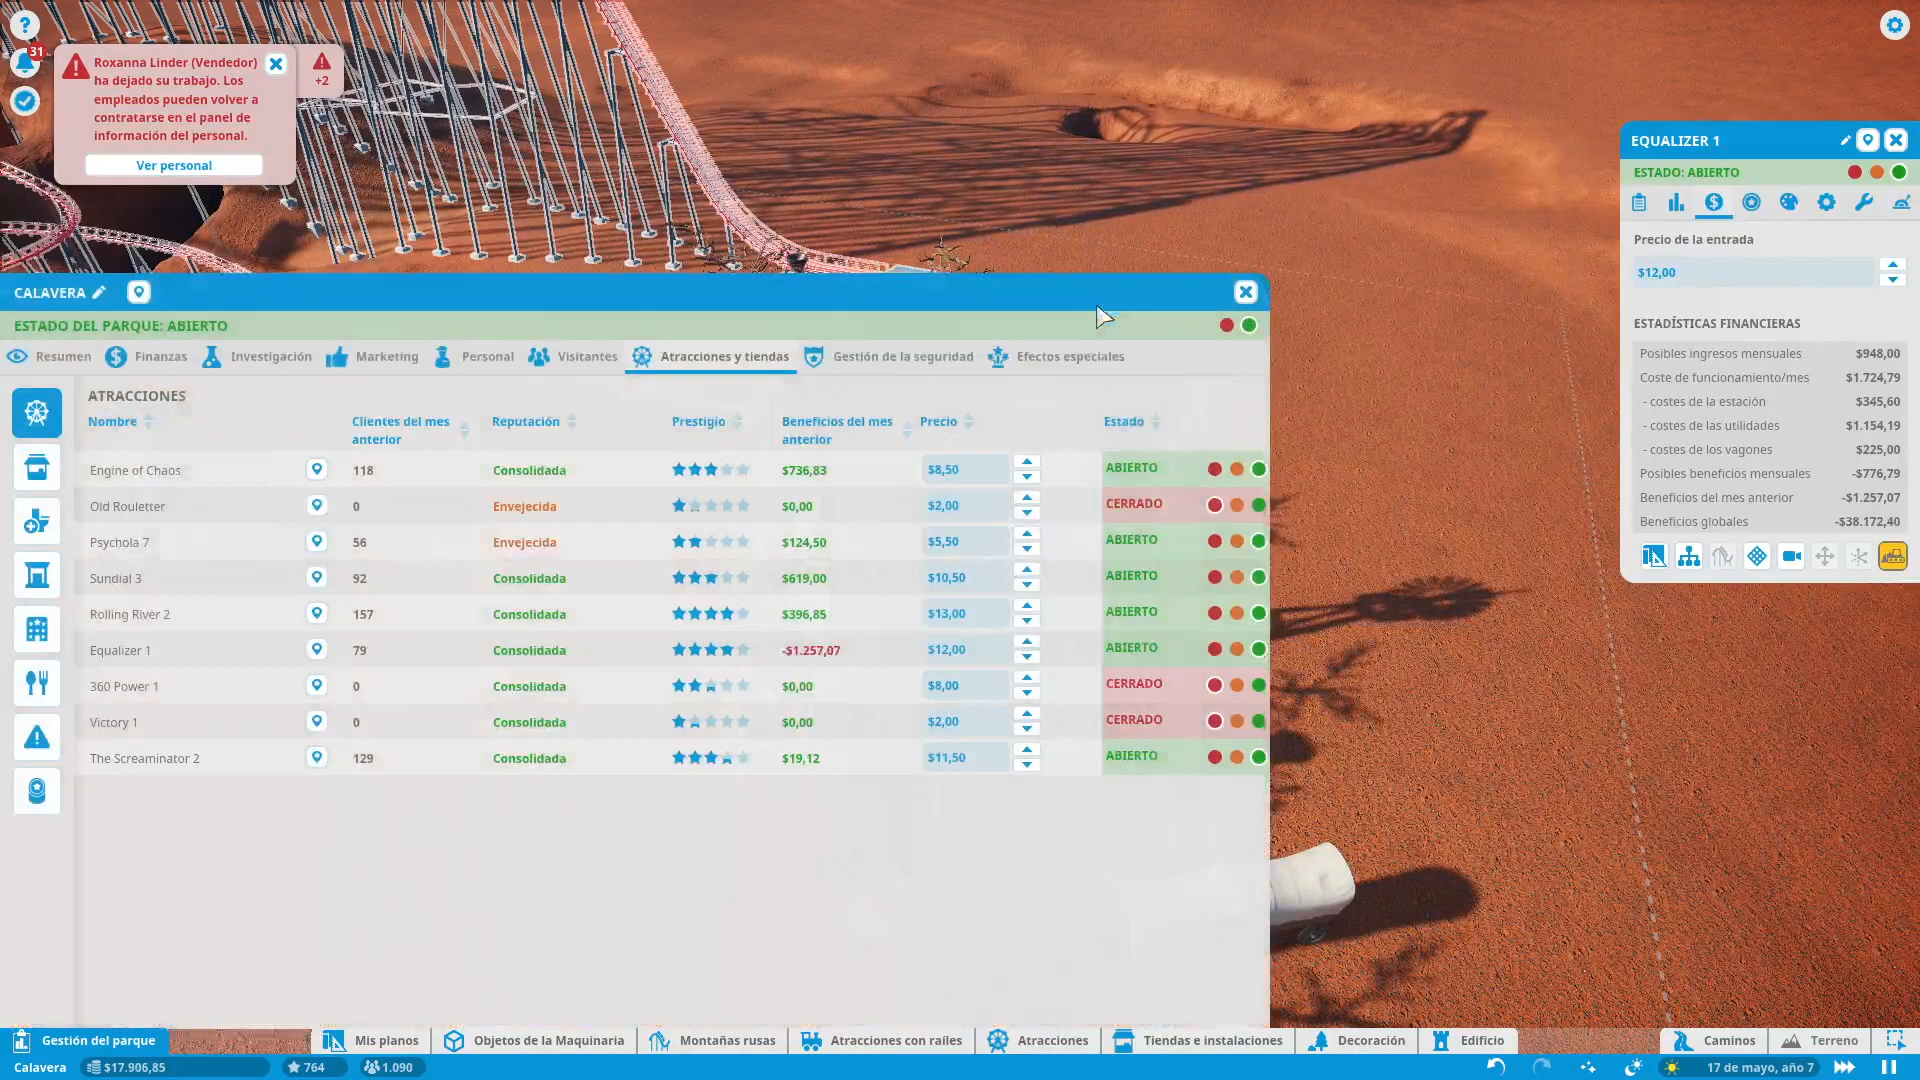 ?
31
Roxanna Linder (Vendedor)
ha dejado su trabajo. Los
empleados pueden volver a
contratarse en el panel de
información del personal.
Ver personal
+2
EQUALIZER 1
ESTADO: ABIERTO
Precio de la entrada
$12,00
ESTADÍSTICAS FINANCIERAS
Posibles ingresos mensuales $948,00
Coste de funcionamiento/mes $1.724,79
- costes de la estación $345,60
- costes de las utilidades $1.154,19
- costes de los vagones $225,00
Posibles beneficios mensuales -$776,79
Beneficios del mes anterior -$1.257,07
Beneficios globales -$38.172,40
CALAVERA
ESTADO DEL PARQUE: ABIERTO
Resumen Finanzas Investigación Marketing Personal Visitantes Atracciones y tiendas Gestión de la seguridad Efectos especiales
ATRACCIONES
Nombre Clientes del mes anterior Reputación Prestigio Beneficios del mes anterior Precio Estado
Engine of Chaos 118 Consolidada $736,83 $8,50 ABIERTO
Old Rouletter 0 Envejecida $0,00 $2,00 CERRADO
Psychola 7 56 Envejecida $124,50 $5,50 ABIERTO
Sundial 3 92 Consolidada $619,00 $10,50 ABIERTO
Rolling River 2 157 Consolidada $396,85 $13,00 ABIERTO
Equalizer 1 79 Consolidada -$1.257,07 $12,00 ABIERTO
360 Power 1 0 Consolidada $0,00 $8,00 CERRADO
Victory 1 0 Consolidada $0,00 $2,00 CERRADO
The Screaminator 2 129 Consolidada $19,12 $11,50 ABIERTO
Gestión del parque Mis planos Objetos de la Maquinaria Montañas rusas Atracciones con raíles Atracciones Tiendas e instalaciones Decoración Edificio Caminos Terreno
Calavera $17.906,85 764 1.090 17 de mayo, año 7